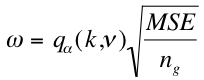 ω = q_α(k,ν)√(MSE/n_g)